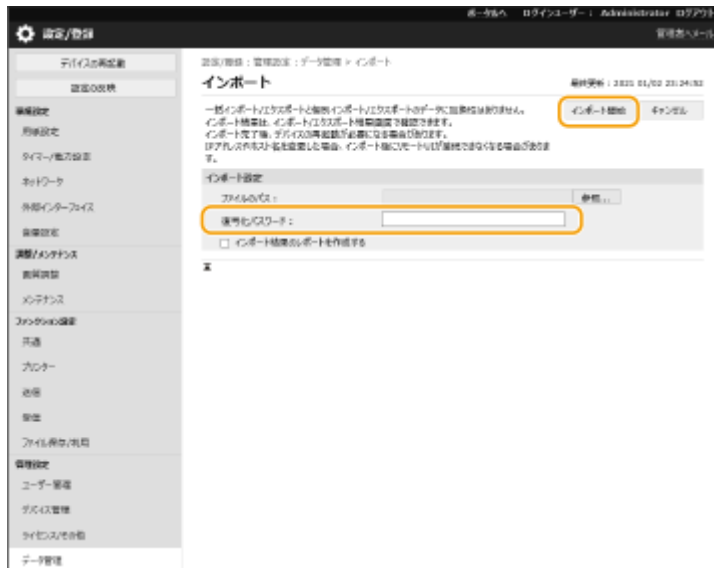 ポータルへ ログインユーザー： Administrator ログアウト
設定/登録
管理者へメール
デバイスの再起動
設定の反映
環境設定
用紙設定
タイマー/電力設定
ネットワーク
外部インターフェイス
音量設定
調整/メンテナンス
画質調整
メンテナンス
ファンクション設定
共通
プリンター
送信
受信
ファイル保存/利用
管理設定
ユーザー管理
デバイス管理
ライセンス/その他
データ管理
設定/登録：管理設定：データ管理 > インポート
インポート
最終更新：2021 01/02 23:24:52
一括インポート/エクスポートと個別インポート/エクスポートのデータに互換性はありません。
インポート結果は、インポート/エクスポート結果画面で確認できます。
インポート完了後、デバイスの再起動が必要になる場合があります。
IPアドレスやホスト名を変更した場合、インポート後にリモートUIが接続できなくなる場合がありま
す。
インポート開始
キャンセル
インポート設定
ファイルのパス：
参照...
復号化パスワード：
インポート結果のレポートを作成する